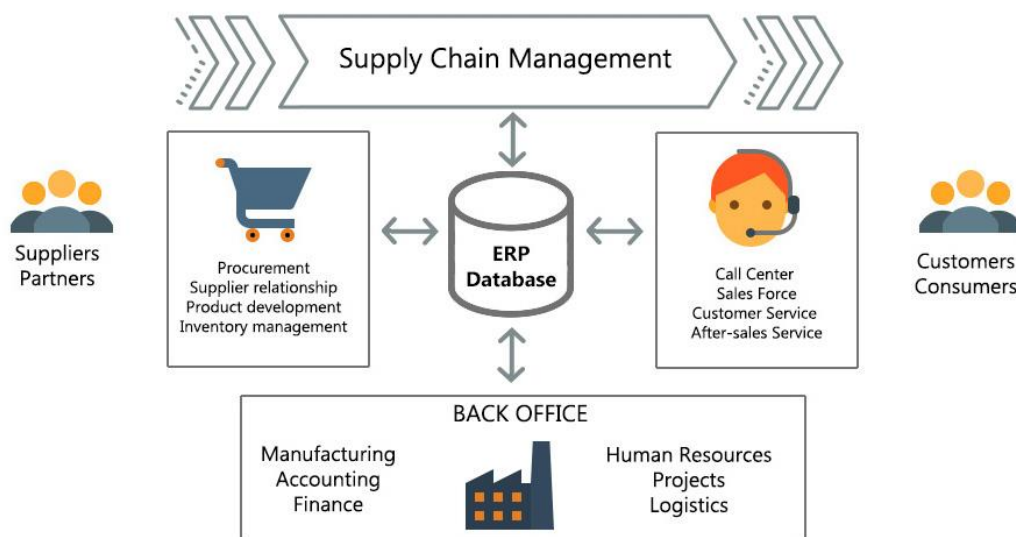 Supply Chain Management
Suppliers
Partners
Procurement
Supplier relationship
Product development
Inventory management
ERP
Database
Call Center
Sales Force
Customer Service
After-sales Service
Customers
Consumers
BACK OFFICE
Manufacturing
Accounting
Finance
Human Resources
Projects
Logistics